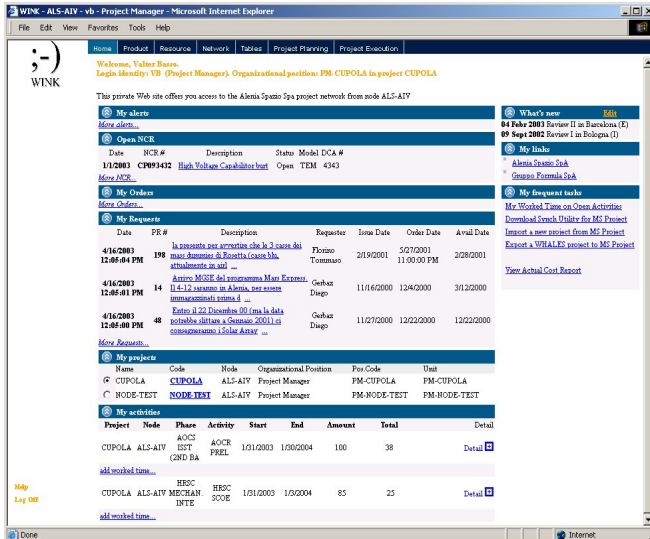 WINK - ALS-AIV - vb - Project Manager - Microsoft Internet Explorer
File Edit View Favorites Tools Help
;-)
WINK
Home Product Resource Network Tables Project Planning Project Execution
Welcome, Valter Basso.
Login identity: VB (Project Manager). Organizational position: PM-CUPOLA in project CUPOLA
This private Web site offers you access to the Alenia Spazio Spa project network from node ALS-AIV
My alerts
More alerts...
Open NCR
Date NCR # Description Status Model DCA #
1/1/2003 CP093432 High Voltage Capabilitor burt Open TEM 4343
More NCR...
My Orders
More Orders...
My Requests
Date PR # Description Requester Issue Date Order Date Avail Date
4/16/2003 12:05:04 PM 198 la presente per avvertire che le 3 casse dei mass dummies di Rosetta (casse blu, attualmente in airl ... Florino Tommaso 2/19/2001 5/27/2001 11:00:00 PM 2/28/2001
4/16/2003 12:05:01 PM 14 Arrivo MGSE del programma Mars Express. Il 4-12 saranno in Alenia, per essere immagazzinati prima d ... Gerbaz Diego 11/16/2000 12/4/2000 3/12/2000
4/16/2003 12:05:00 PM 48 Entro il 22 Dicembre 00 (ma la data potrebbe slittare a Gennaio 2001) ci consegneranno i Solar Array ... Gerbaz Diego 11/27/2000 12/22/2000 12/22/2000
More Requests...
My projects
Name Code Node Organizational Position Pos.Code Unit
CUPOLA CUPOLA ALS-AIV Project Manager PM-CUPOLA PM-CUPOLA
NODE-TEST NODE-TEST ALS-AIV Project Manager PM-NODE-TEST PM-NODE-TEST
My activities
Project Node Phase Activity Start End Amount Total Detail
CUPOLA ALS-AIV AOCS ISST (2ND BA AOCR PREL 1/31/2003 1/30/2004 100 38 Detail
add worked time...
CUPOLA ALS-AIV HRSC MECHAN. INTE HRSC SCOE 1/31/2003 1/3/2004 85 25 Detail
add worked time...
What's new Edit
04 Febr 2003 Review II in Barcelona (E)
09 Sept 2002 Review I in Bologna (I)
My links
Alenia Spazio SpA
Gruppo Formula SpA
My frequent tasks
My Worked Time on Open Activities
Download Synch Utility for MS Project
Import a new project from MS Project
Export a WHALES project to MS Project
View Actual Cost Report
Help
Log Off
Done Internet